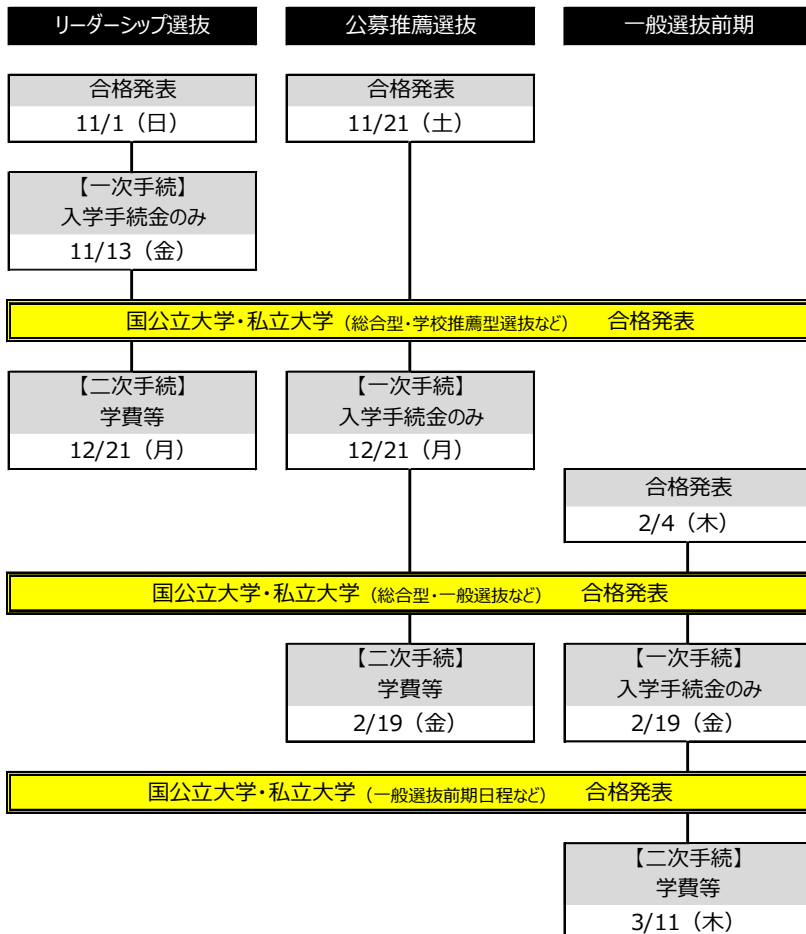 リーダーシップ選抜 公募推薦選抜 一般選抜前期
合格発表 合格発表
11/1（日） 11/21（土）
【一次手続】
入学手続金のみ
11/13（金）
国公立大学・私立大学（総合型・学校推薦型選抜など） 合格発表
【二次手続】 【一次手続】
学費等 入学手続金のみ
12/21（月） 12/21（月）
合格発表
2/4（木）
国公立大学・私立大学（総合型・一般選抜など） 合格発表
【二次手続】 【一次手続】
学費等 入学手続金のみ
2/19（金） 2/19（金）
国公立大学・私立大学（一般選抜前期日程など） 合格発表
【二次手続】
学費等
3/11（木）